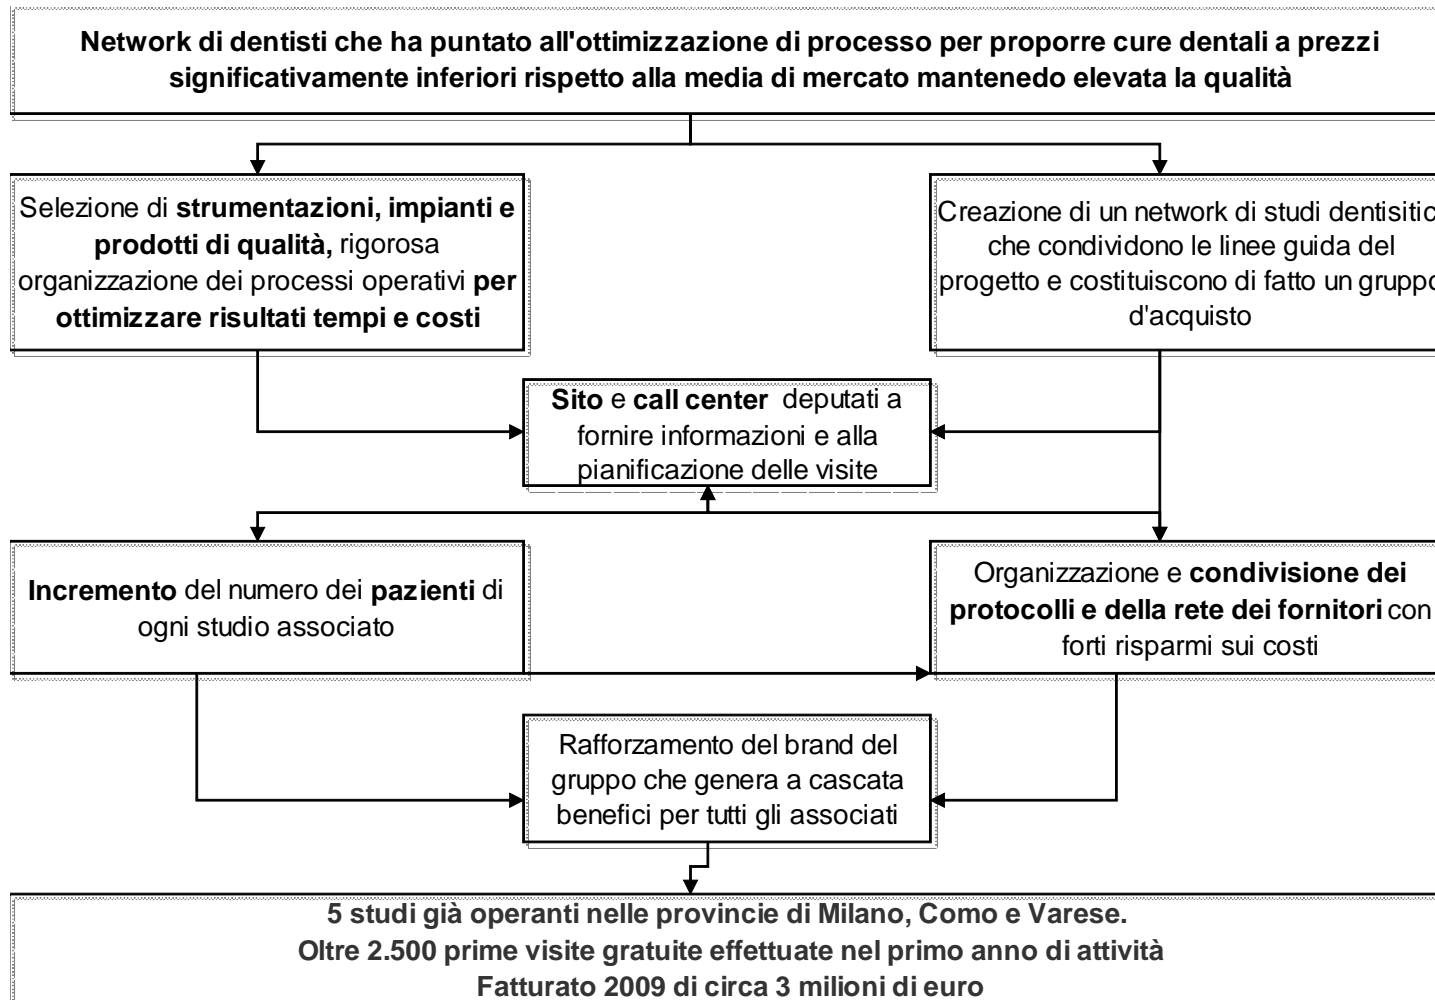 Network di dentisti che ha puntato all'ottimizzazione di processo per proporre cure dentali a prezzi
significativamente inferiori rispetto alla media di mercato mantenedo elevata la qualità
Selezione di strumentazioni, impianti e
prodotti di qualità, rigorosa
organizzazione dei processi operativi per
ottimizzare risultati tempi e costi
Creazione di un network di studi dentisitic
che condividono le linee guida del
progetto e costituiscono di fatto un gruppo
d'acquisto
Sito e call center deputati a
fornire informazioni e alla
pianificazione delle visite
Incremento del numero dei pazienti di
ogni studio associato
Organizzazione e condivisione dei
protocolli e della rete dei fornitori con
forti risparmi sui costi
Rafforzamento del brand del
gruppo che genera a cascata
benefici per tutti gli associati
5 studi già operanti nelle provincie di Milano, Como e Varese.
Oltre 2.500 prime visite gratuite effettuate nel primo anno di attività
Fatturato 2009 di circa 3 milioni di euro